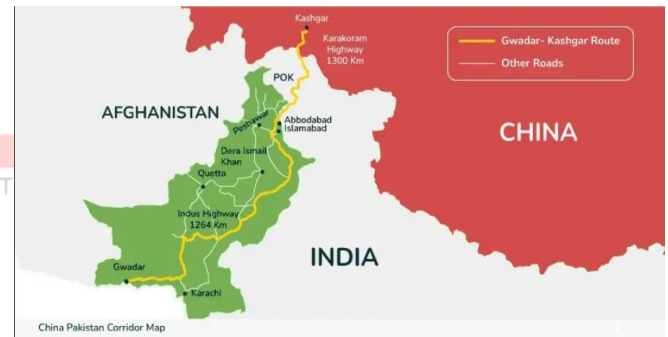 Kashgar
Karakoram
Highway
1300 Km
Gwadar- Kashgar Route
Other Roads
POK
AFGHANISTAN
Peshawar
Abbodabad
Islamabad
CHINA
Dera Ismail
Khan
Quetta
Indus Highway
1264 Km
INDIA
Gwadar
Karachi
China Pakistan Corridor Map
T